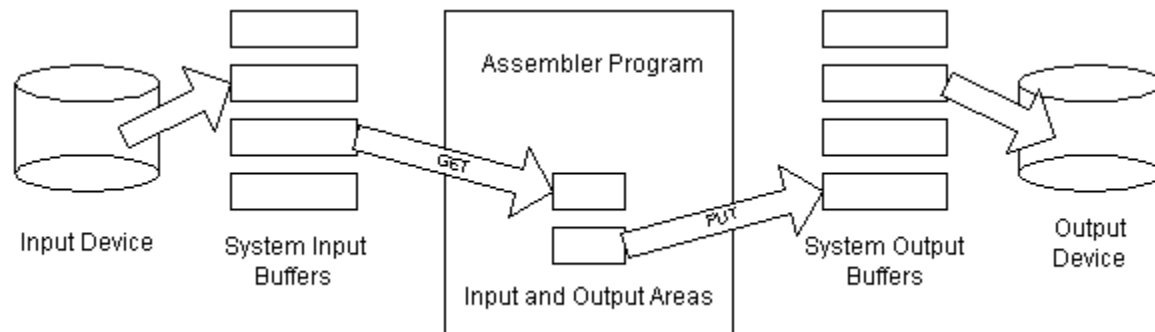 Assembler Program
GET
PUT
Input Device
System Input
Buffers
Input and Output Areas
System Output
Buffers
Output
Device